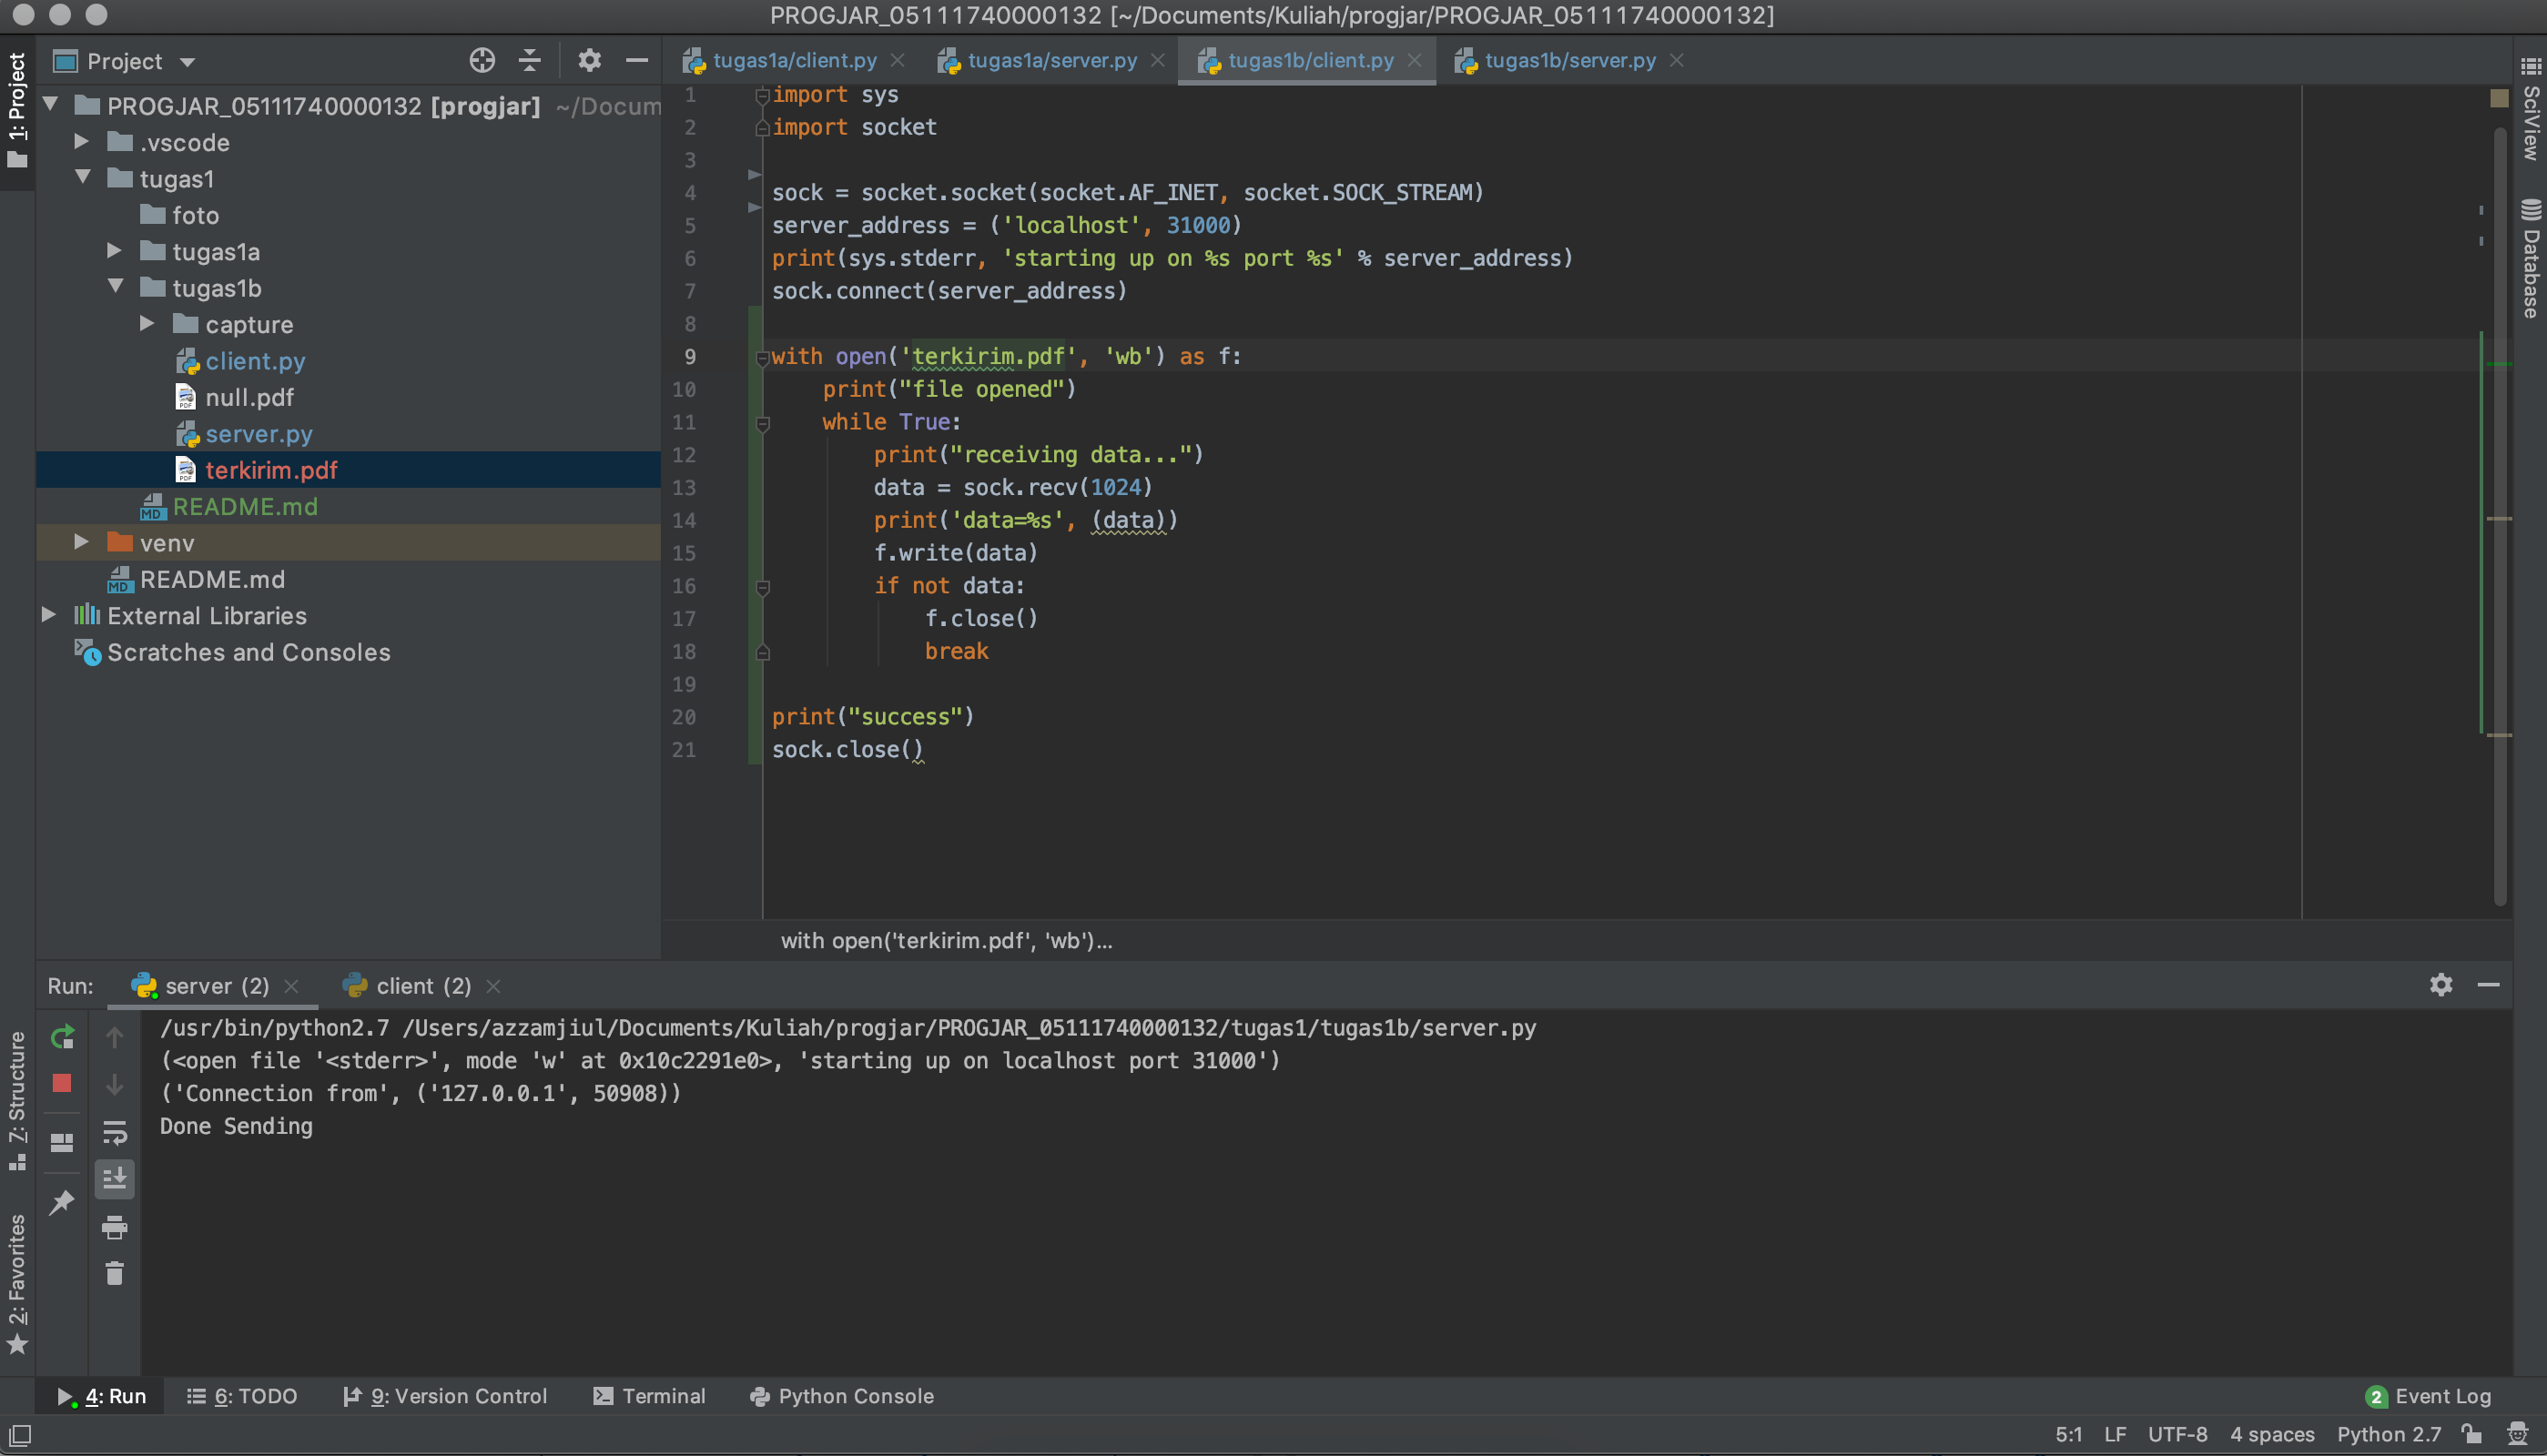 PROGJAR_05111740000132 [~/Documents/Kuliah/progjar/PROGJAR_05111740000132]
1: Project
Project
tugas1a/client.py
tugas1a/server.py
tugas1b/client.py
tugas1b/server.py
PROGJAR_05111740000132 [progjar] ~/Docum
.vscode
tugas1
foto
tugas1a
tugas1b
capture
client.py
null.pdf
server.py
terkirim.pdf
README.md
venv
README.md
External Libraries
Scratches and Consoles
1 import sys
2 import socket
3
4 sock = socket.socket(socket.AF_INET, socket.SOCK_STREAM)
5 server_address = ('localhost', 31000)
6 print(sys.stderr, 'starting up on %s port %s' % server_address)
7 sock.connect(server_address)
8
9 with open('terkirim.pdf', 'wb') as f:
10     print("file opened")
11     while True:
12         print("receiving data...")
13         data = sock.recv(1024)
14         print('data=%s', (data))
15         f.write(data)
16         if not data:
17             f.close()
18             break
19
20 print("success")
21 sock.close()
with open('terkirim.pdf', 'wb')...
SciView
Database
Run:
server (2)
client (2)
/usr/bin/python2.7 /Users/azzamjiul/Documents/Kuliah/progjar/PROGJAR_05111740000132/tugas1/tugas1b/server.py
(<open file '<stderr>', mode 'w' at 0x10c2291e0>, 'starting up on localhost port 31000')
('Connection from', ('127.0.0.1', 50908))
Done Sending
7: Structure
2: Favorites
4: Run
6: TODO
9: Version Control
Terminal
Python Console
2 Event Log
5:1 LF UTF-8 4 spaces Python 2.7